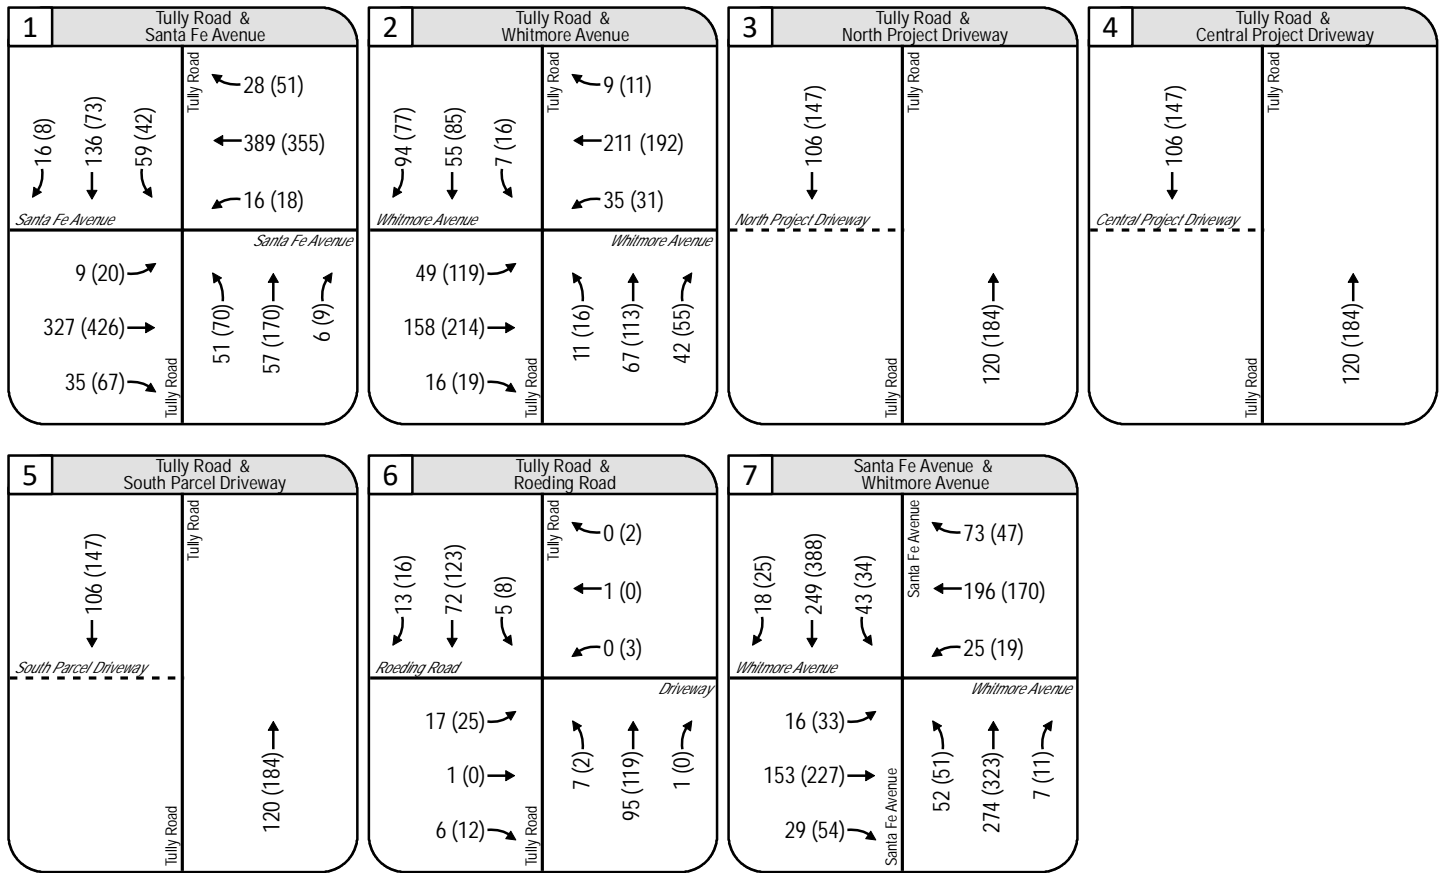 1
Tully Road &
Santa Fe Avenue
16 (8)
136 (73)
59 (42)
Tully Road
28 (51)
389 (355)
16 (18)
Santa Fe Avenue
Santa Fe Avenue
9 (20)
327 (426)
35 (67)
Tully Road
51 (70)
57 (170)
6 (9)
2
Tully Road &
Whitmore Avenue
94 (77)
55 (85)
7 (16)
Tully Road
9 (11)
211 (192)
35 (31)
Whitmore Avenue
Whitmore Avenue
49 (119)
158 (214)
16 (19)
Tully Road
11 (16)
67 (113)
42 (55)
3
Tully Road &
North Project Driveway
106 (147)
Tully Road
North Project Driveway
Tully Road
120 (184)
4
Tully Road &
Central Project Driveway
106 (147)
Tully Road
Central Project Driveway
Tully Road
120 (184)
5
Tully Road &
South Parcel Driveway
106 (147)
Tully Road
South Parcel Driveway
Tully Road
120 (184)
6
Tully Road &
Roeding Road
13 (16)
72 (123)
5 (8)
Tully Road
0 (2)
1 (0)
0 (3)
Roeding Road
Driveway
17 (25)
1 (0)
6 (12)
Tully Road
7 (2)
95 (119)
1 (0)
7
Santa Fe Avenue &
Whitmore Avenue
18 (25)
249 (388)
43 (34)
Santa Fe Avenue
73 (47)
196 (170)
25 (19)
Whitmore Avenue
Whitmore Avenue
16 (33)
153 (227)
29 (54)
Santa Fe Avenue
52 (51)
274 (323)
7 (11)